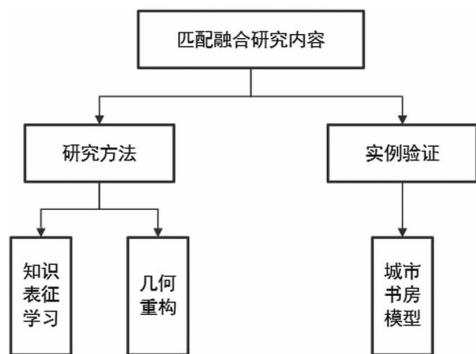 匹配融合研究内容
研究方法
实例验证
知识
表征
学习
几何
重构
城市
书房
模型